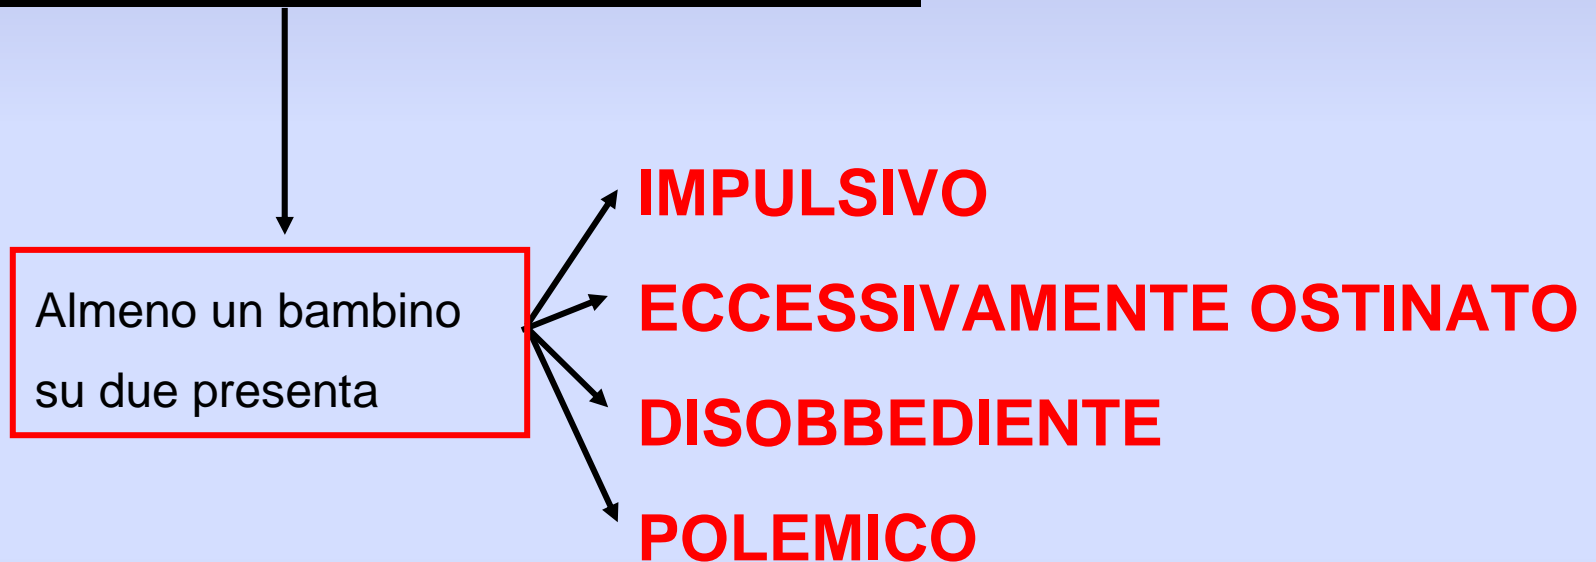 IMPULSIVO
Almeno un bambino
su due presenta
ECCESSIVAMENTE OSTINATO
DISOBBEDIENTE
POLEMICO